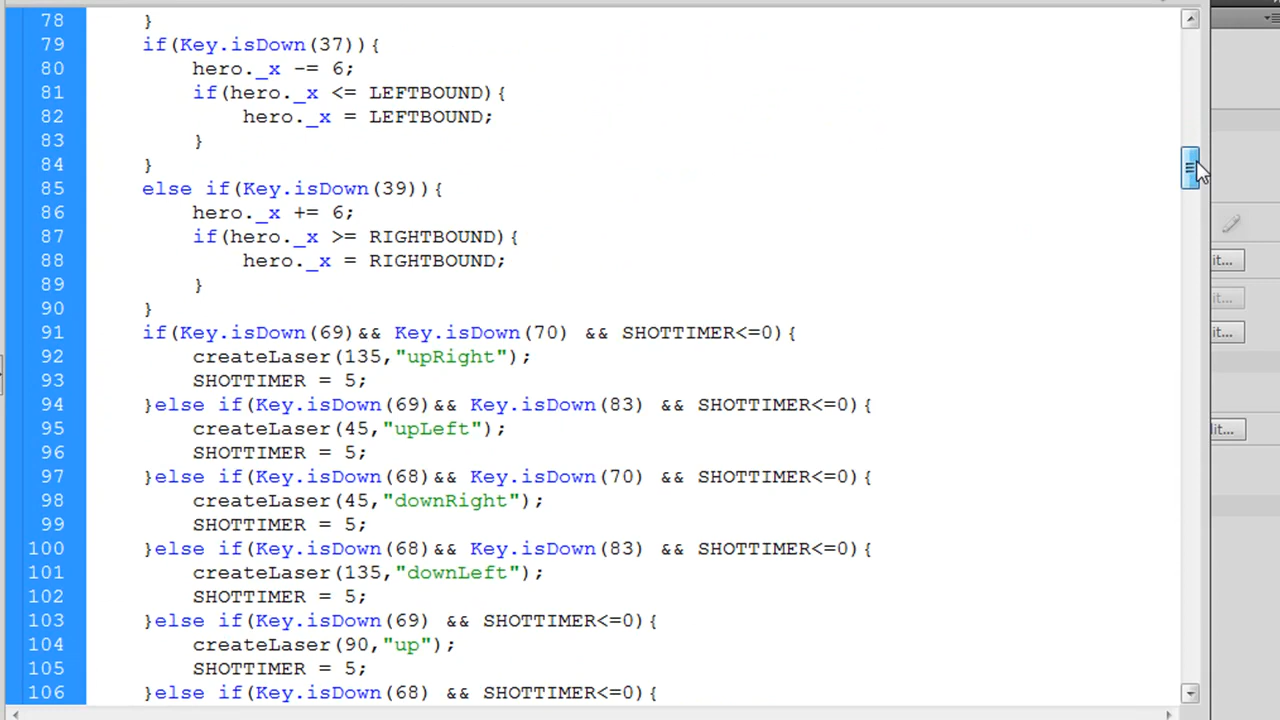 78 }
79 if(Key.isDown(37)){
80 hero._x -= 6;
81 if(hero._x <= LEFTBOUND){
82 hero._x = LEFTBOUND;
83 }
84 }
85 else if(Key.isDown(39)){
86 hero._x += 6;
87 if(hero._x >= RIGHTBOUND){
88 hero._x = RIGHTBOUND;
89 }
90 }
91 if(Key.isDown(69)&& Key.isDown(70) && SHOTTIMER<=0){
92 createLaser(135,"upRight");
93 SHOTTIMER = 5;
94 }else if(Key.isDown(69)&& Key.isDown(83) && SHOTTIMER<=0){
95 createLaser(45,"upLeft");
96 SHOTTIMER = 5;
97 }else if(Key.isDown(68)&& Key.isDown(70) && SHOTTIMER<=0){
98 createLaser(45,"downRight");
99 SHOTTIMER = 5;
100 }else if(Key.isDown(68)&& Key.isDown(83) && SHOTTIMER<=0){
101 createLaser(135,"downLeft");
102 SHOTTIMER = 5;
103 }else if(Key.isDown(69) && SHOTTIMER<=0){
104 createLaser(90,"up");
105 SHOTTIMER = 5;
106 }else if(Key.isDown(68) && SHOTTIMER<=0){
it...
it...
it...
lit...